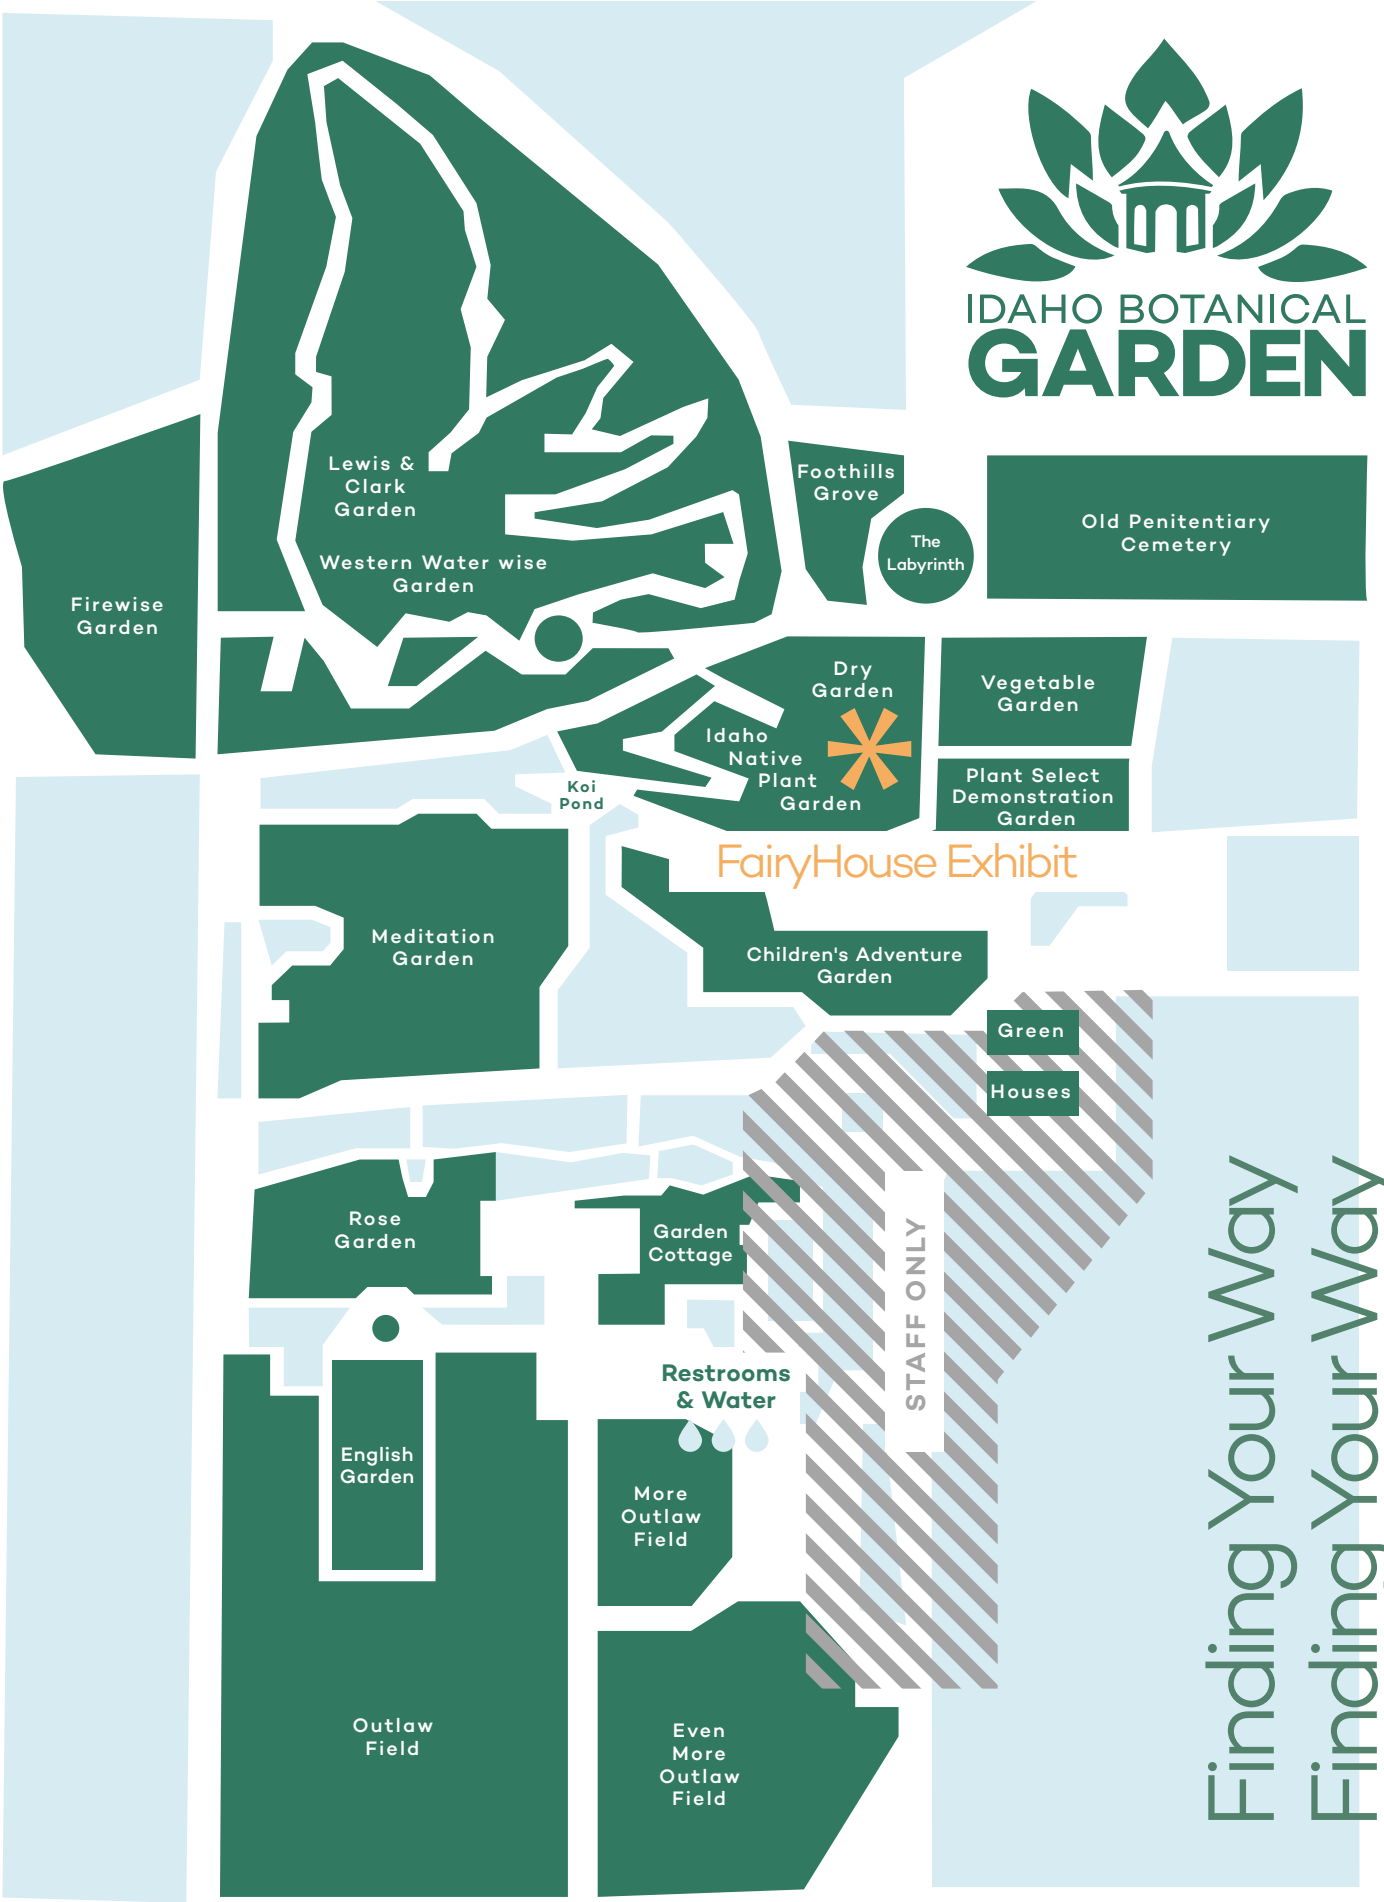 IDAHO BOTANICAL
GARDEN
Lewis &
Clark
Garden
Foothills
Grove
Old Penitentiary
Cemetery
The
Labyrinth
Western Water wise
Garden
Firewise
Garden
Dry
Garden
Vegetable
Garden
Idaho
Native
Plant
Garden
Plant Select
Demonstration
Garden
Koi
Pond
FairyHouse Exhibit
Meditation
Garden
Children's Adventure
Garden
Green
Houses
Rose
Garden
Garden
Cottage
STAFF ONLY
Restrooms
& Water
English
Garden
More
Outlaw
Field
Outlaw
Field
Even
More
Outlaw
Field
Finding Your Way
Finding Your Way